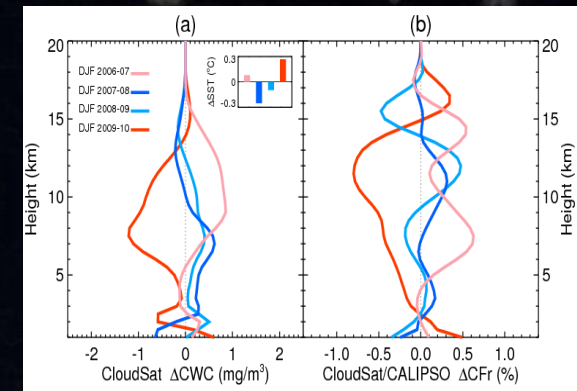 (a)
(b)
20
15
10
5
Height (km)
DJF 2006-07
DJF 2007-08
DJF 2008-09
DJF 2009-10
ΔSST (°C)
0.3
0
-0.3
-2
-1
0
1
2
CloudSat ΔCWC (mg/m³)
-1.0
-0.5
0.0
0.5
1.0
CloudSat/CALIPSO ΔCFr (%)
20
15
10
5
Height (km)